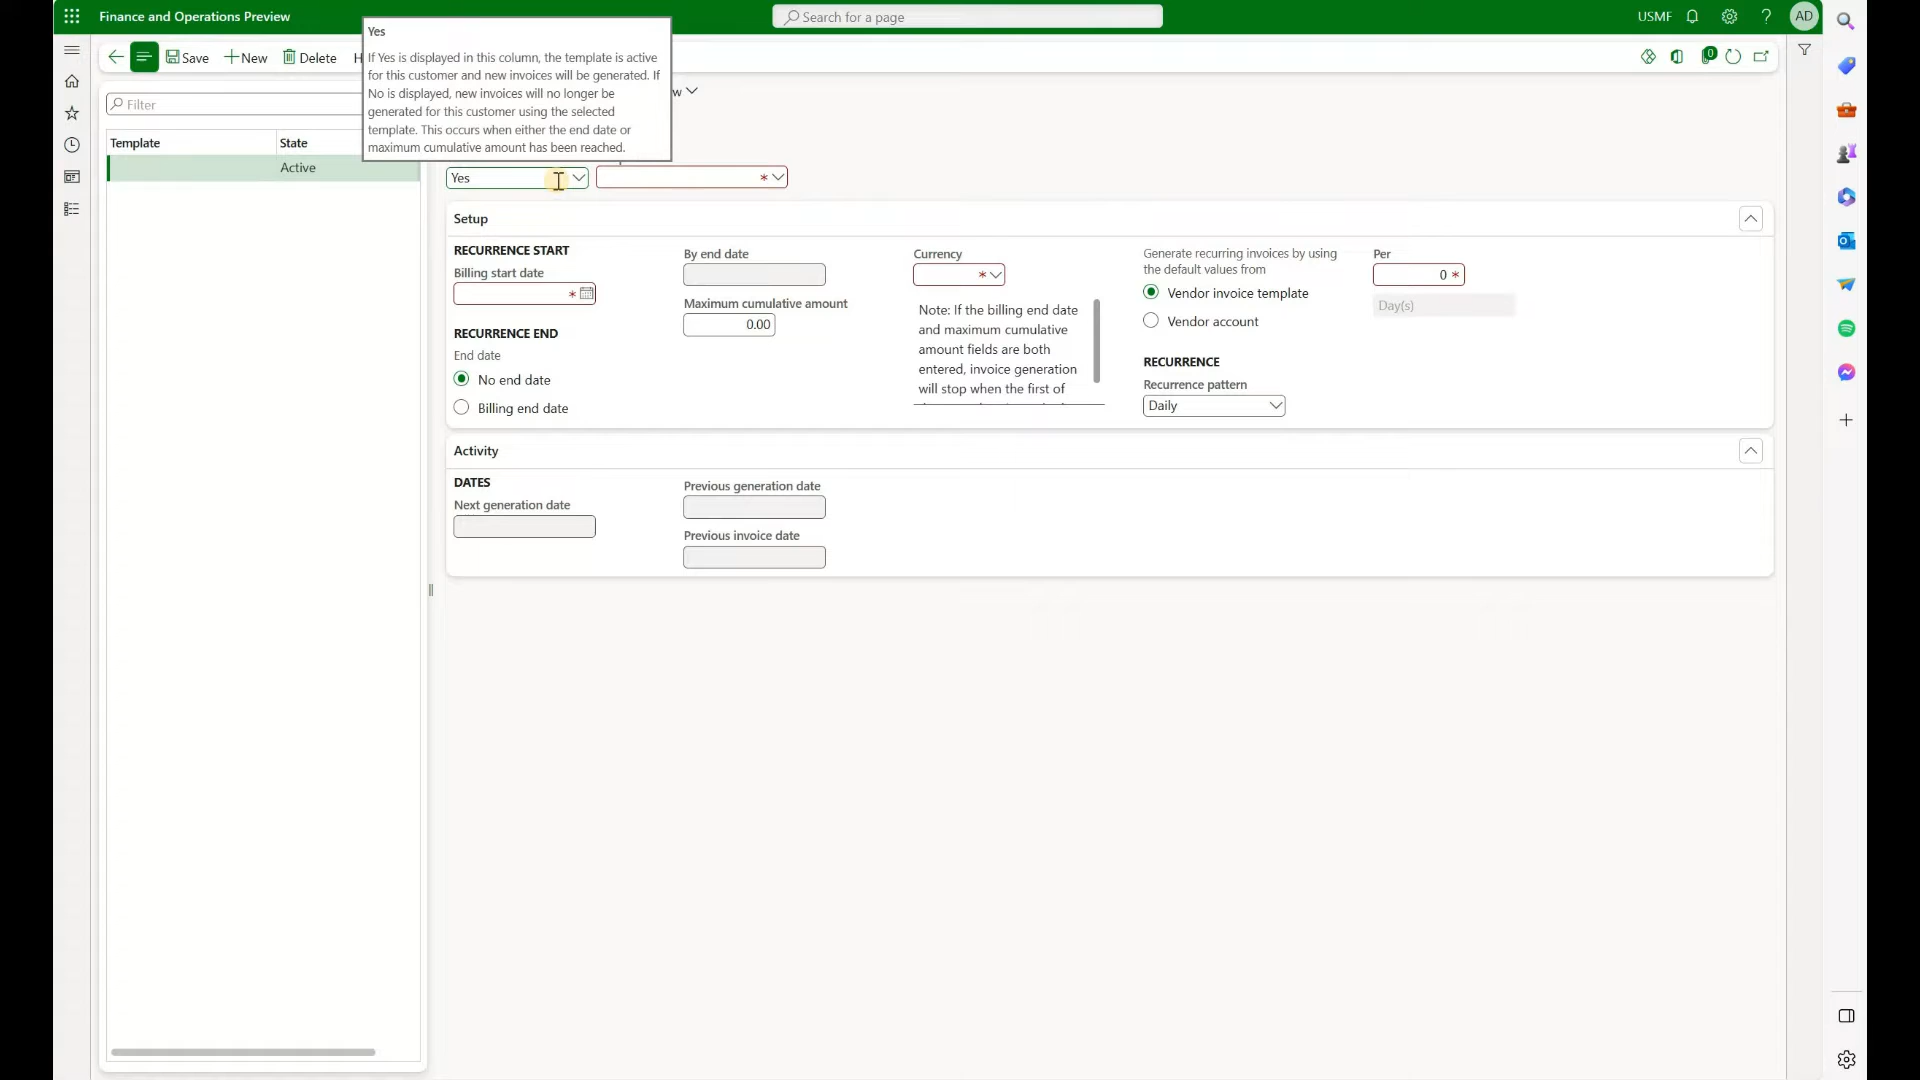 Finance and Operations Preview
Search for a page
USMF
AD
Save
New
Delete
H
0
Yes
If Yes is displayed in this column, the template is active
for this customer and new invoices will be generated. If
No is displayed, new invoices will no longer be
generated for this customer using the selected
template. This occurs when either the end date or
maximum cumulative amount has been reached.
w
Filter
Template State
Active
Yes
*
Setup
RECURRENCE START
Billing start date
*
RECURRENCE END
End date
No end date
Billing end date
By end date
Maximum cumulative amount
0.00
Currency
*
Note: If the billing end date
and maximum cumulative
amount fields are both
entered, invoice generation
will stop when the first of
Generate recurring invoices by using
the default values from
Vendor invoice template
Vendor account
RECURRENCE
Recurrence pattern
Daily
Per
0 *
Day(s)
Activity
DATES
Next generation date
Previous generation date
Previous invoice date